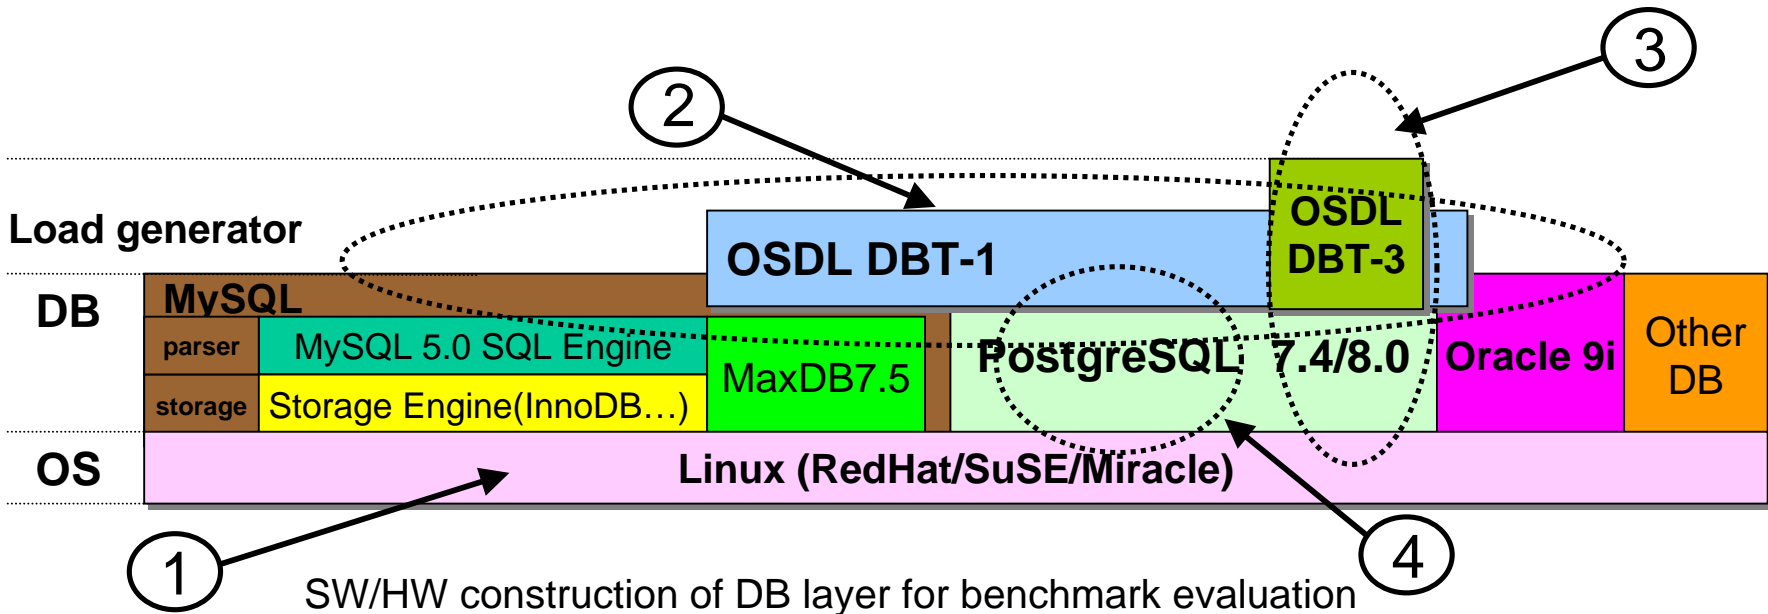 3
2
Load generator
OSDL DBT-1
OSDL
DBT-3
DB
MySQL
parser
MySQL 5.0 SQL Engine
storage
Storage Engine(InnoDB…)
MaxDB7.5
PostgreSQL 7.4/8.0
Oracle 9i
Other
DB
OS
Linux (RedHat/SuSE/Miracle)
1
4
SW/HW construction of DB layer for benchmark evaluation